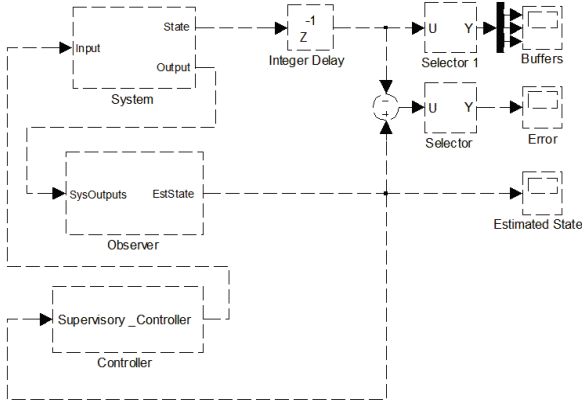 State
-1
Z
U
Y
Input
Integer Delay
Selector 1
Buffers
Output
System
−
+
U
Y
Selector
Error
SysOutputs
EstState
Estimated State
Observer
Supervisory _Controller
Controller